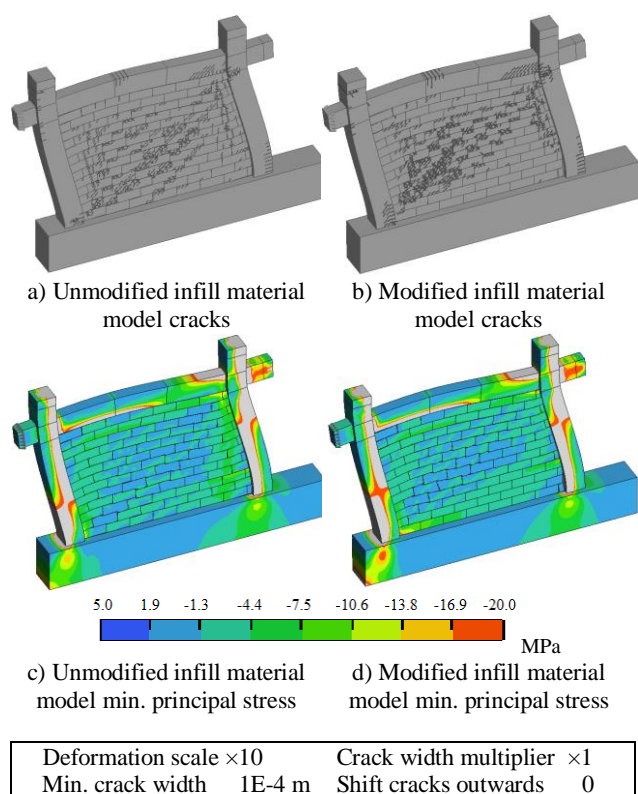 a) Unmodified infill material
model cracks
b) Modified infill material
model cracks
5.0 1.9 -1.3 -4.4 -7.5 -10.6 -13.8 -16.9 -20.0
MPa
c) Unmodified infill material
model min. principal stress
d) Modified infill material
model min. principal stress
Deformation scale ×10 Crack width multiplier ×1
Min. crack width 1E-4 m Shift cracks outwards 0